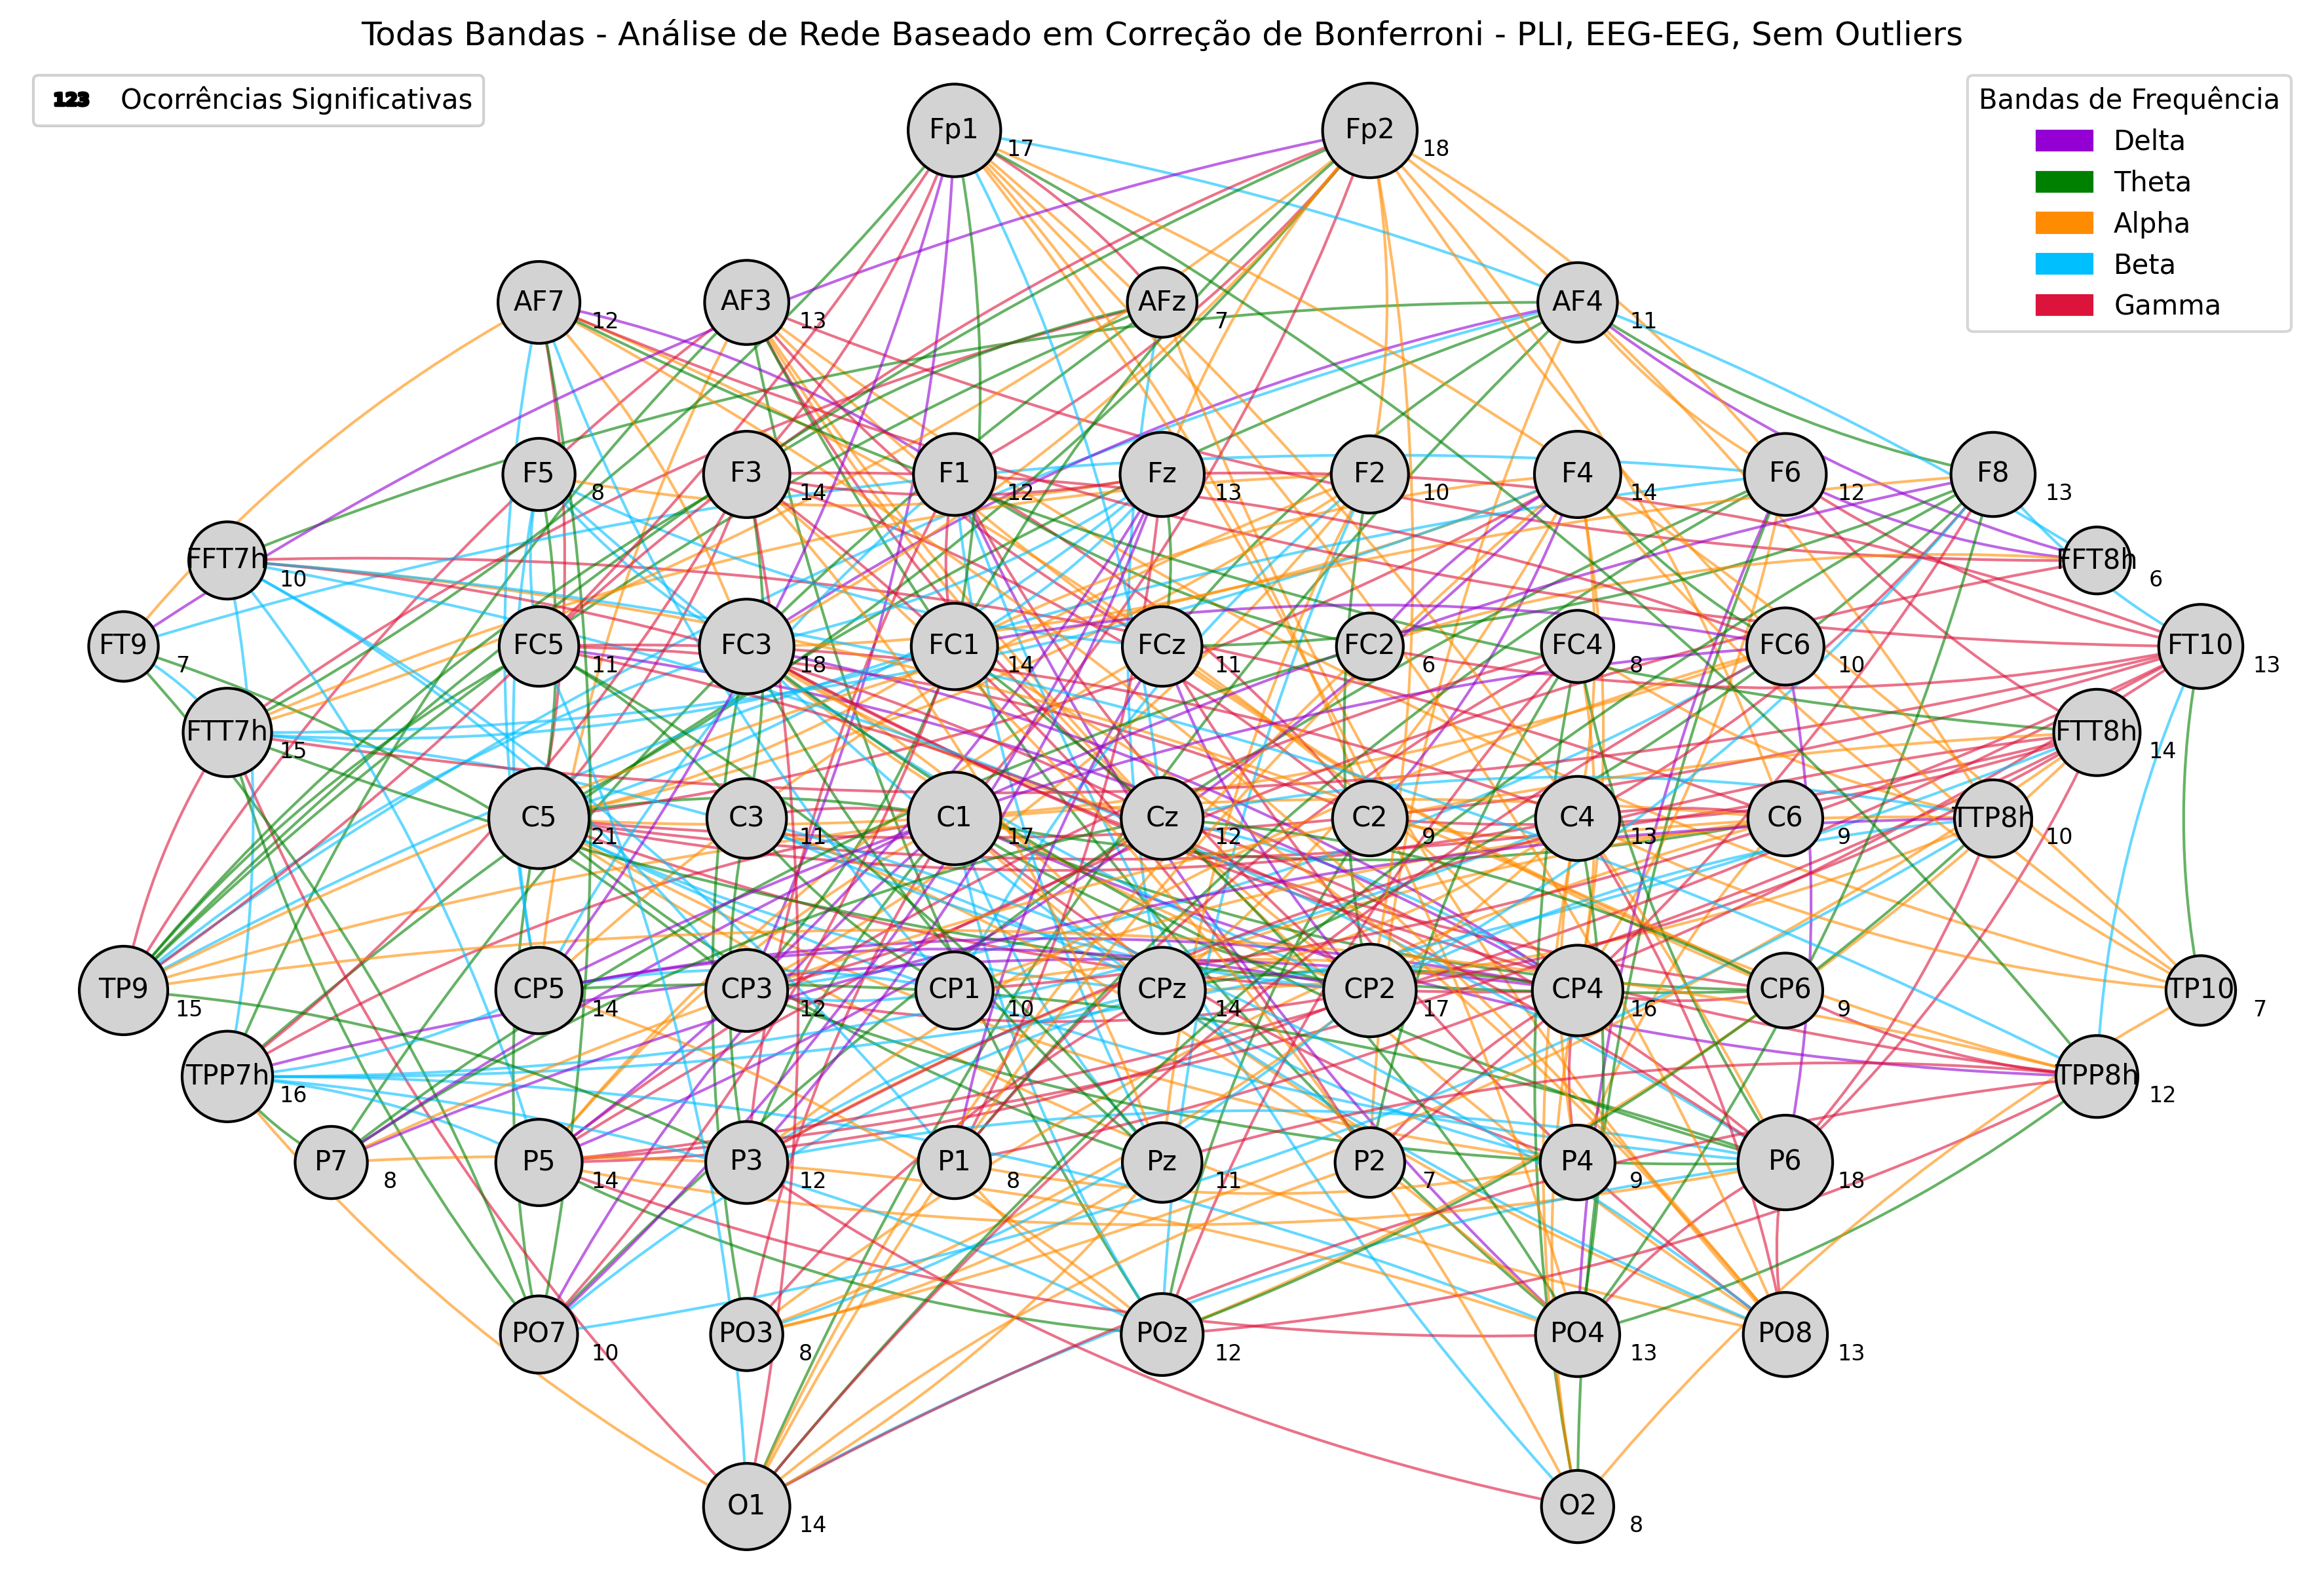 Todas Bandas - Análise de Rede Baseado em Correção de Bonferroni - PLI, EEG-EEG, Sem Outliers
123 Ocorrências Significativas
Bandas de Frequência
Delta
Theta
Alpha
Beta
Gamma
Fp1 17 Fp2 18
AF7 12 AF3 13 AFz 7 AF4 11
F5 8 F3 14 F1 12 Fz 13 F2 10 F4 14 F6 12 F8 13
FFT7h 10 FFT8h 6
FT9 7 FC5 11 FC3 18 FC1 14 FCz 11 FC2 6 FC4 8 FC6 10 FT10 13
FTT7h 15 FTT8h 14
C5 21 C3 11 C1 17 Cz 12 C2 9 C4 13 C6 9 TTP8h 10
TP9 15 CP5 14 CP3 12 CP1 10 CPz 14 CP2 17 CP4 16 CP6 9 TP10 7
TPP7h 16 TPP8h 12
P7 8 P5 14 P3 12 P1 8 Pz 11 P2 7 P4 9 P6 18
PO7 10 PO3 8 POz 12 PO4 13 PO8 13
O1 14 O2 8